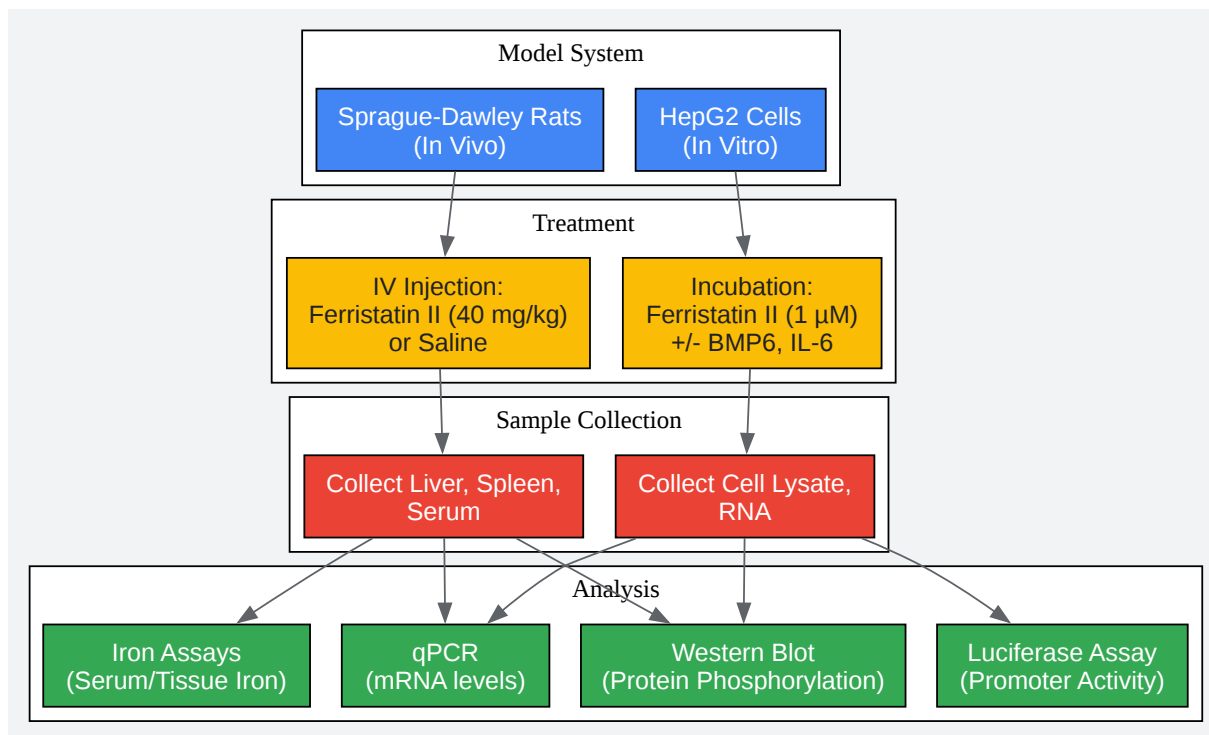 Model System
Sprague-Dawley Rats
(In Vivo)
HepG2 Cells
(In Vitro)
Treatment
IV Injection:
Ferristatin II (40 mg/kg)
or Saline
Incubation:
Ferristatin II (1 µM)
+/- BMP6, IL-6
Sample Collection
Collect Liver, Spleen,
Serum
Collect Cell Lysate,
RNA
Analysis
Iron Assays
(Serum/Tissue Iron)
qPCR
(mRNA levels)
Western Blot
(Protein Phosphorylation)
Luciferase Assay
(Promoter Activity)